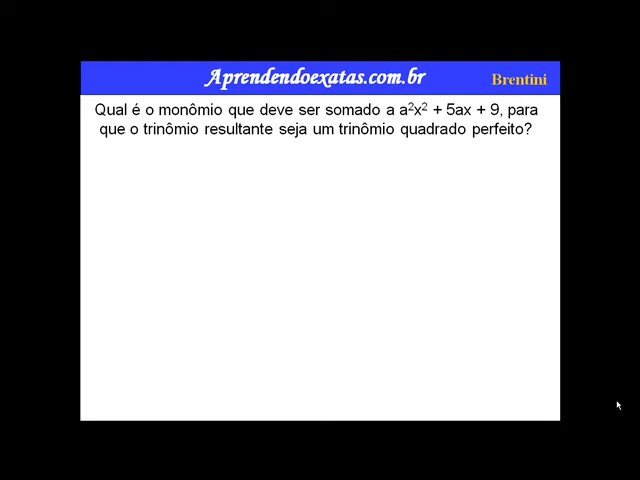 Aprendendoexatas.com.br
Brentini
Qual é o monômio que deve ser somado a a²x² + 5ax + 9, para
que o trinômio resultante seja um trinômio quadrado perfeito?